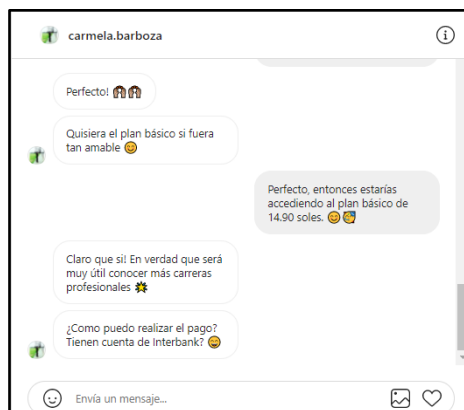 carmela.barboza
Perfecto! 🙌🙌
Quisiera el plan básico si fuera
tan amable 😊
Perfecto, entonces estarías
accediendo al plan básico de
14.90 soles. 😊🥳
Claro que si! En verdad que será
muy útil conocer más carreras
profesionales 🌟
¿Como puedo realizar el pago?
Tienen cuenta de Interbank? 😄
Envía un mensaje...